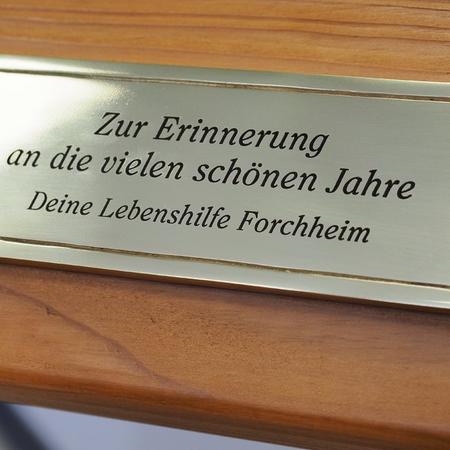 Zur Erinnerung
an die vielen schönen Jahre
Deine Lebenshilfe Forchheim